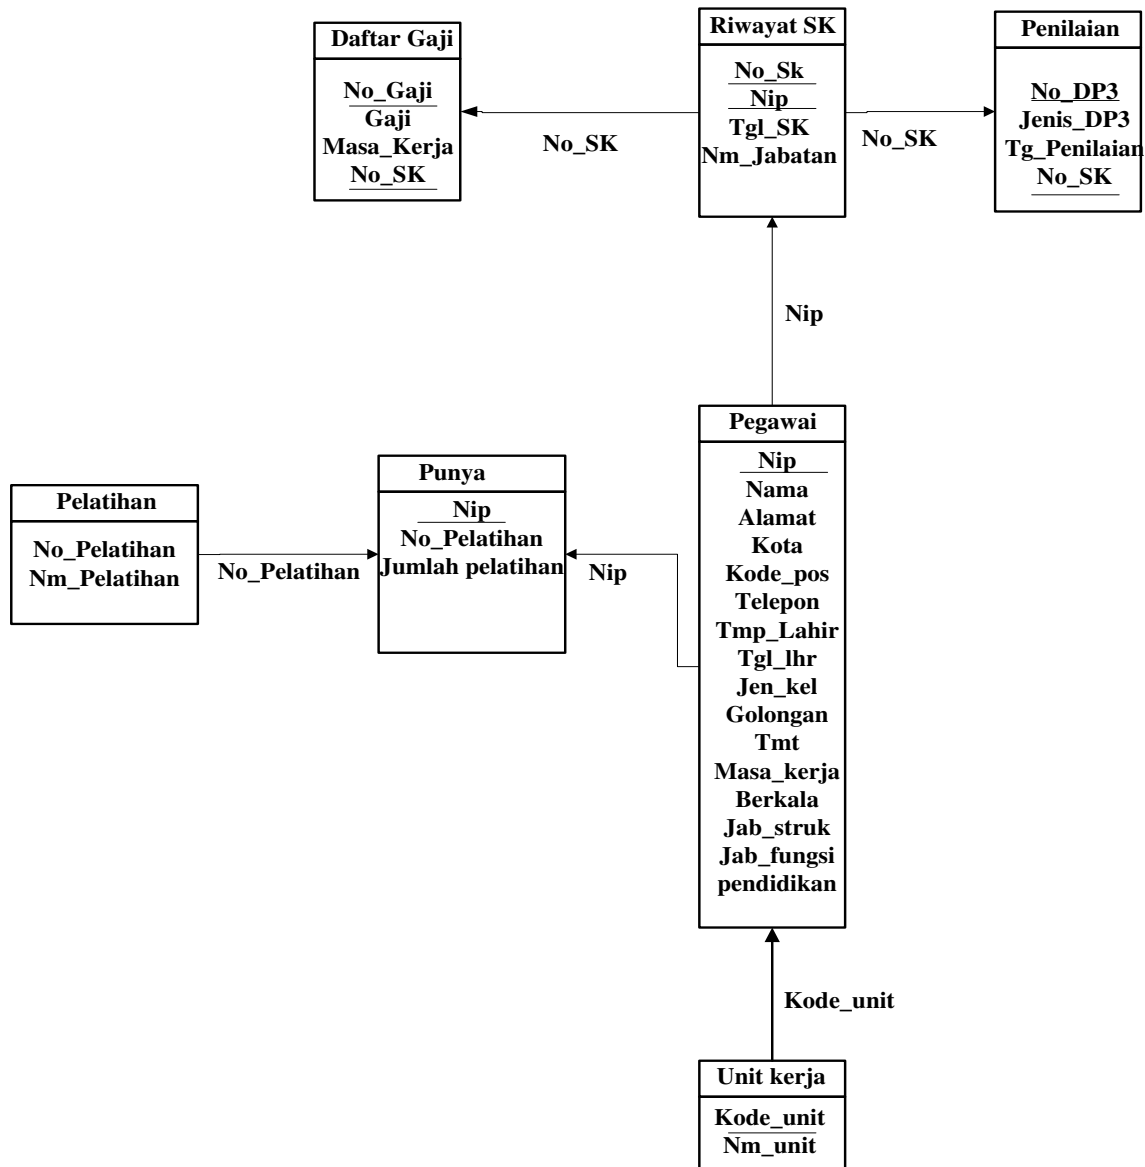 Daftar Gaji
No_Gaji
Gaji
Masa_Kerja
No_SK
No_SK
Riwayat SK
No_Sk
Nip
Tgl_SK
Nm_Jabatan
No_SK
Penilaian
No_DP3
Jenis_DP3
Tg_Penilaian
No_SK
Nip
Pelatihan
No_Pelatihan
Nm_Pelatihan
No_Pelatihan
Punya
Nip
No_Pelatihan
Jumlah pelatihan
Nip
Pegawai
Nip
Nama
Alamat
Kota
Kode_pos
Telepon
Tmp_Lahir
Tgl_lhr
Jen_kel
Golongan
Tmt
Masa_kerja
Berkala
Jab_struk
Jab_fungsi
pendidikan
Kode_unit
Unit kerja
Kode_unit
Nm_unit